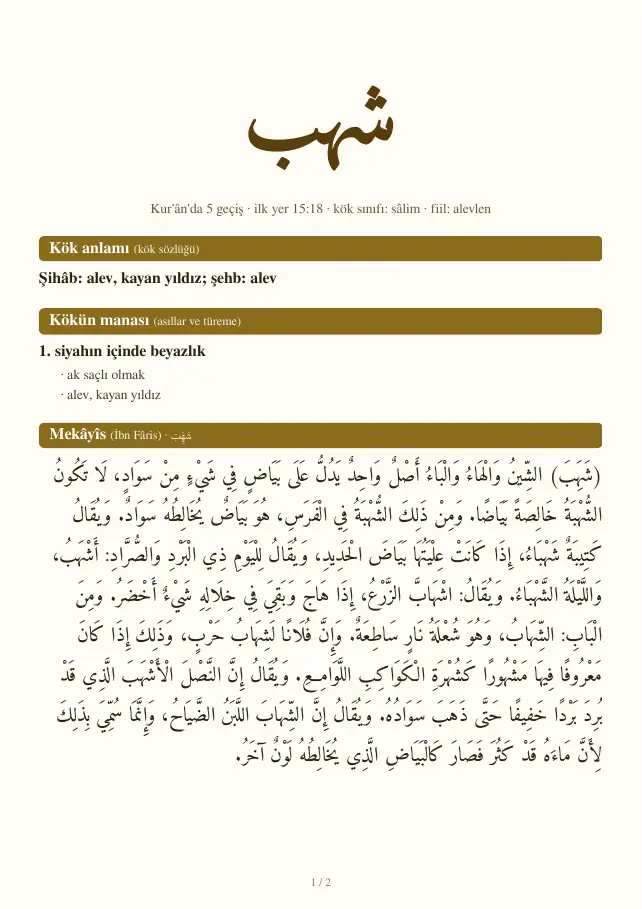 شهب
Kur'ân'da 5 geçiş · ilk yer 15:18 · kök sınıfı: sâlim · fiil: alevlen
Kök anlamı (kök sözlüğü)
Şihâb: alev, kayan yıldız; şehb: alev
Kökün manası (asıllar ve türeme)
1. siyahın içinde beyazlık
· ak saçlı olmak
· alev, kayan yıldız
Mekâyîs (İbn Fâris) · شَهَبَ
(شَهَبَ) الشِّينُ وَالْهَاءُ وَالْبَاءُ أَصْلٌ وَاحِدٌ يَدُلُّ عَلَى بَيَاضٍ فِي شَيْءٍ مِنْ سَوَادٍ، لَا تَكُونُ
الشُّهْبَةُ خَالِصَةً بَيَاضًا. وَمِنْ ذَلِكَ الشُّهْبَةُ فِي الْفَرَسِ، هُوَ بَيَاضٌ يُخَالِطُهُ سَوَادٌ. وَيُقَالُ
كَتِيبَةٌ شَهْبَاءُ، إِذَا كَانَتْ عِلْيَتُهَا بَيَاضَ الْحَدِيدِ، وَيُقَالُ لِلْيَوْمِ ذِي الْبَرْدِ وَالصُّرَّادِ: أَشْهَبُ،
وَاللَّيْلَةُ الشَّهْبَاءُ. وَيُقَالُ: اشْهَابَّ الزَّرْعُ، إِذَا هَاجَ وَبَقِيَ فِي خِلَالِهِ شَيْءٌ أَخْضَرُ. وَمِنَ
الْبَابِ: الشِّهَابُ، وَهُوَ شُعْلَةُ نَارٍ سَاطِعَةٌ. وَإِنَّ فُلَانًا لَشِهَابُ حَرْبٍ، وَذَلِكَ إِذَا كَانَ
مَعْرُوفًا فِيهَا مَشْهُورًا كَشُهْرَةِ الْكَوَاكِبِ اللَّوَامِعِ. وَيُقَالُ إِنَّ النَّصْلَ الْأَشْهَبَ الَّذِي قَدْ
بُرِدَ بَرْدًا خَفِيفًا حَتَّى ذَهَبَ سَوَادُهُ. وَيُقَالُ إِنَّ الشِّهَابَ اللَّبَنُ الضَّيَاحُ، وَإِنَّمَا سُمِّيَ بِذَلِكَ
لِأَنَّ مَاءَهُ قَدْ كَثُرَ فَصَارَ كَالْبَيَاضِ الَّذِي يُخَالِطُهُ لَوْنٌ آخَرُ.
1 / 2